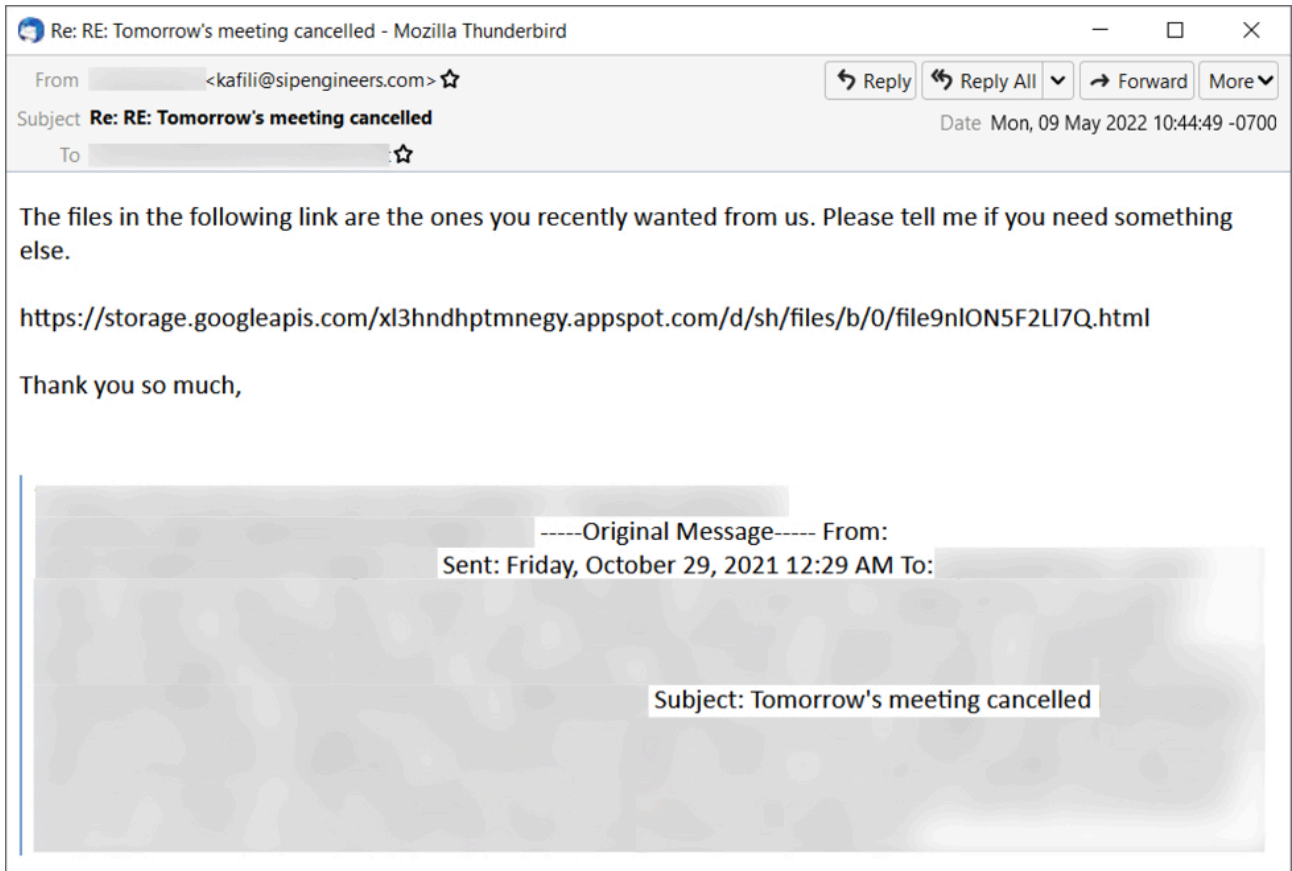 Re: RE: Tomorrow's meeting cancelled - Mozilla Thunderbird
From <kafili@sipengineers.com>
Reply Reply All Forward More
Subject Re: RE: Tomorrow's meeting cancelled
Date Mon, 09 May 2022 10:44:49 -0700
To
The files in the following link are the ones you recently wanted from us. Please tell me if you need something
else.
https://storage.googleapis.com/xl3hndhptmnegy.appspot.com/d/sh/files/b/0/file9nlON5F2Ll7Q.html
Thank you so much,
-----Original Message----- From:
Sent: Friday, October 29, 2021 12:29 AM To:
Subject: Tomorrow's meeting cancelled